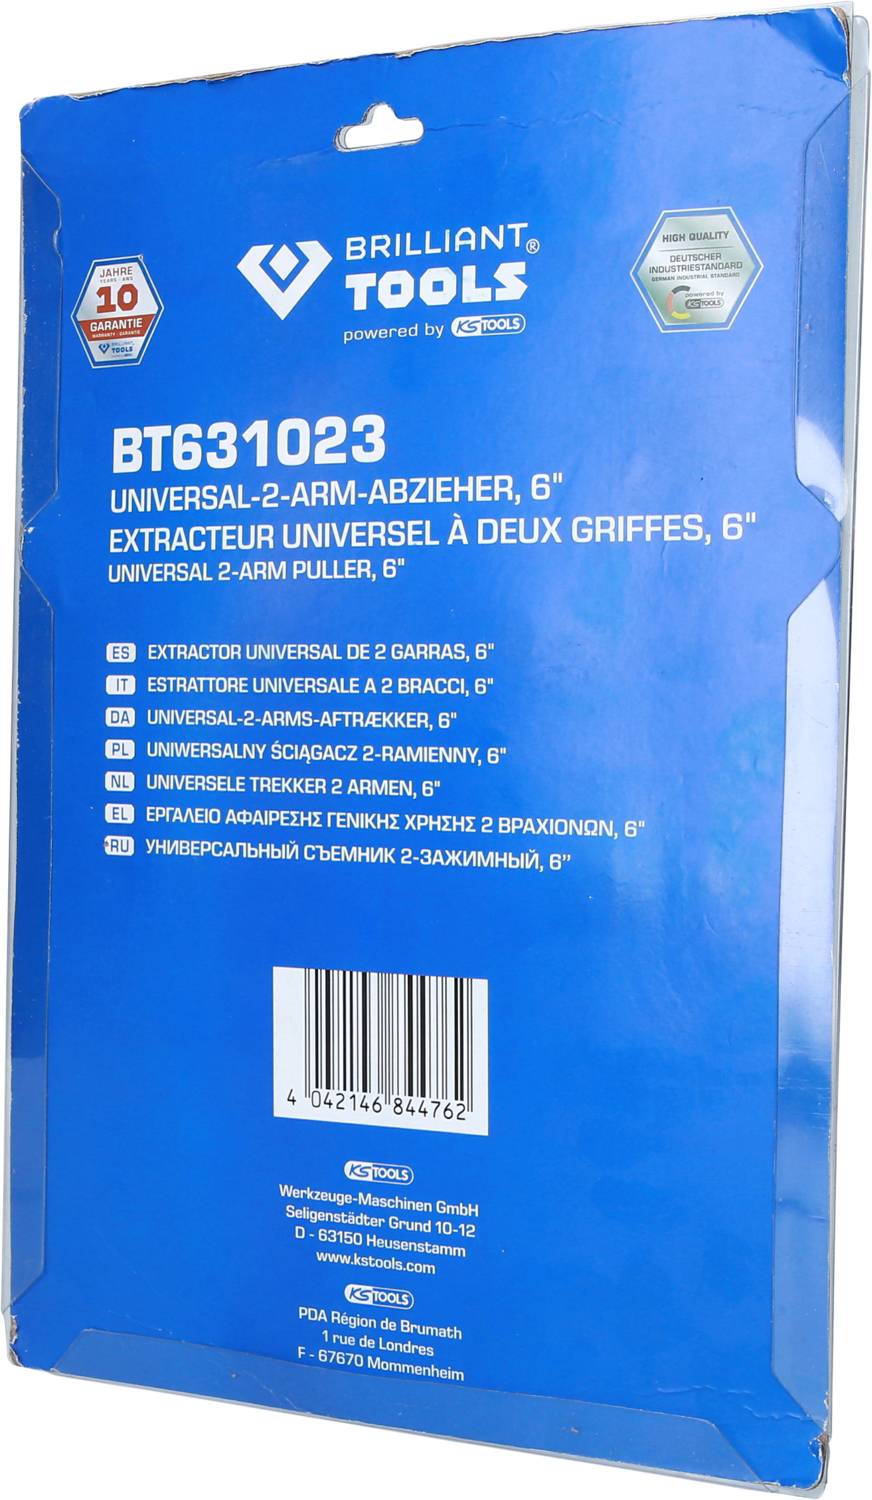 BRILLIANT®
TOOLS
powered by KS TOOLS
JAHRE
YEARS - ANS
10
GARANTIE
WARRANTY - GARANTIE
BRILLIANT
TOOLS
HIGH QUALITY
DEUTSCHER
INDUSTRIESTANDARD
GERMAN INDUSTRIAL STANDARD
powered by
KS TOOLS
BT631023
UNIVERSAL-2-ARM-ABZIEHER, 6"
EXTRACTEUR UNIVERSEL À DEUX GRIFFES, 6"
UNIVERSAL 2-ARM PULLER, 6"
ES EXTRACTOR UNIVERSAL DE 2 GARRAS, 6"
IT ESTRATTORE UNIVERSALE A 2 BRACCI, 6"
DA UNIVERSAL-2-ARMS-AFTRÆKKER, 6"
PL UNIWERSALNY ŚCIĄGACZ 2-RAMIENNY, 6"
NL UNIVERSELE TREKKER 2 ARMEN, 6"
EL ΕΡΓΑΛΕΙΟ ΑΦΑΙΡΕΣΗΣ ΓΕΝΙΚΗΣ ΧΡΗΣΗΣ 2 ΒΡΑΧΙΟΝΩΝ, 6"
RU УНИВЕРСАЛЬНЫЙ СЪЕМНИК 2-ЗАЖИМНЫЙ, 6”
4 042146 844762
KS TOOLS
Werkzeuge-Maschinen GmbH
Seligenstädter Grund 10-12
D - 63150 Heusenstamm
www.kstools.com
KS TOOLS
PDA Région de Brumath
1 rue de Londres
F - 67670 Mommenheim